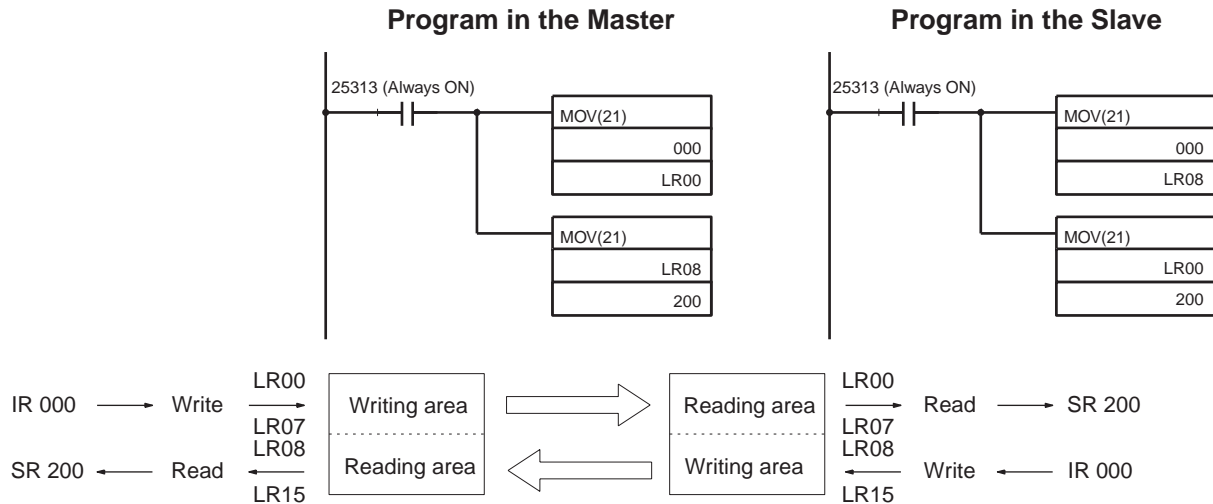 Program in the Master
Program in the Slave
25313 (Always ON)
MOV(21)
000
LR00
MOV(21)
LR08
200
25313 (Always ON)
MOV(21)
000
LR08
MOV(21)
LR00
200
IR 000
Write
LR00
LR07
Writing area
Reading area
LR00
LR07
Read
SR 200
SR 200
Read
LR08
LR15
Reading area
Writing area
LR08
LR15
Write
IR 000